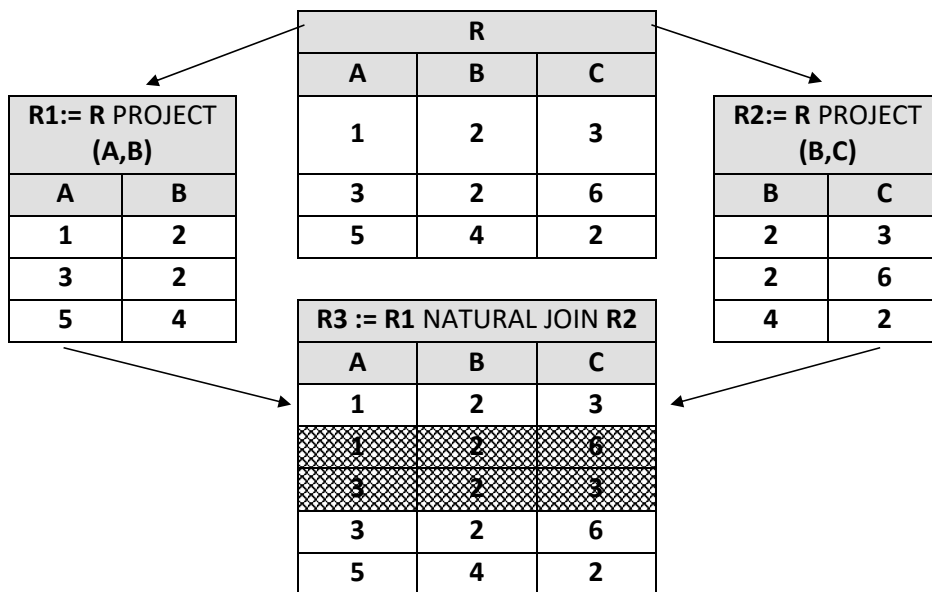 R
A B C
1 2 3
3 2 6
5 4 2
R1:= R PROJECT
(A,B)
A B
1 2
3 2
5 4
R2:= R PROJECT
(B,C)
B C
2 3
2 6
4 2
R3 := R1 NATURAL JOIN R2
A B C
1 2 3
1 2 6
3 2 3
3 2 6
5 4 2